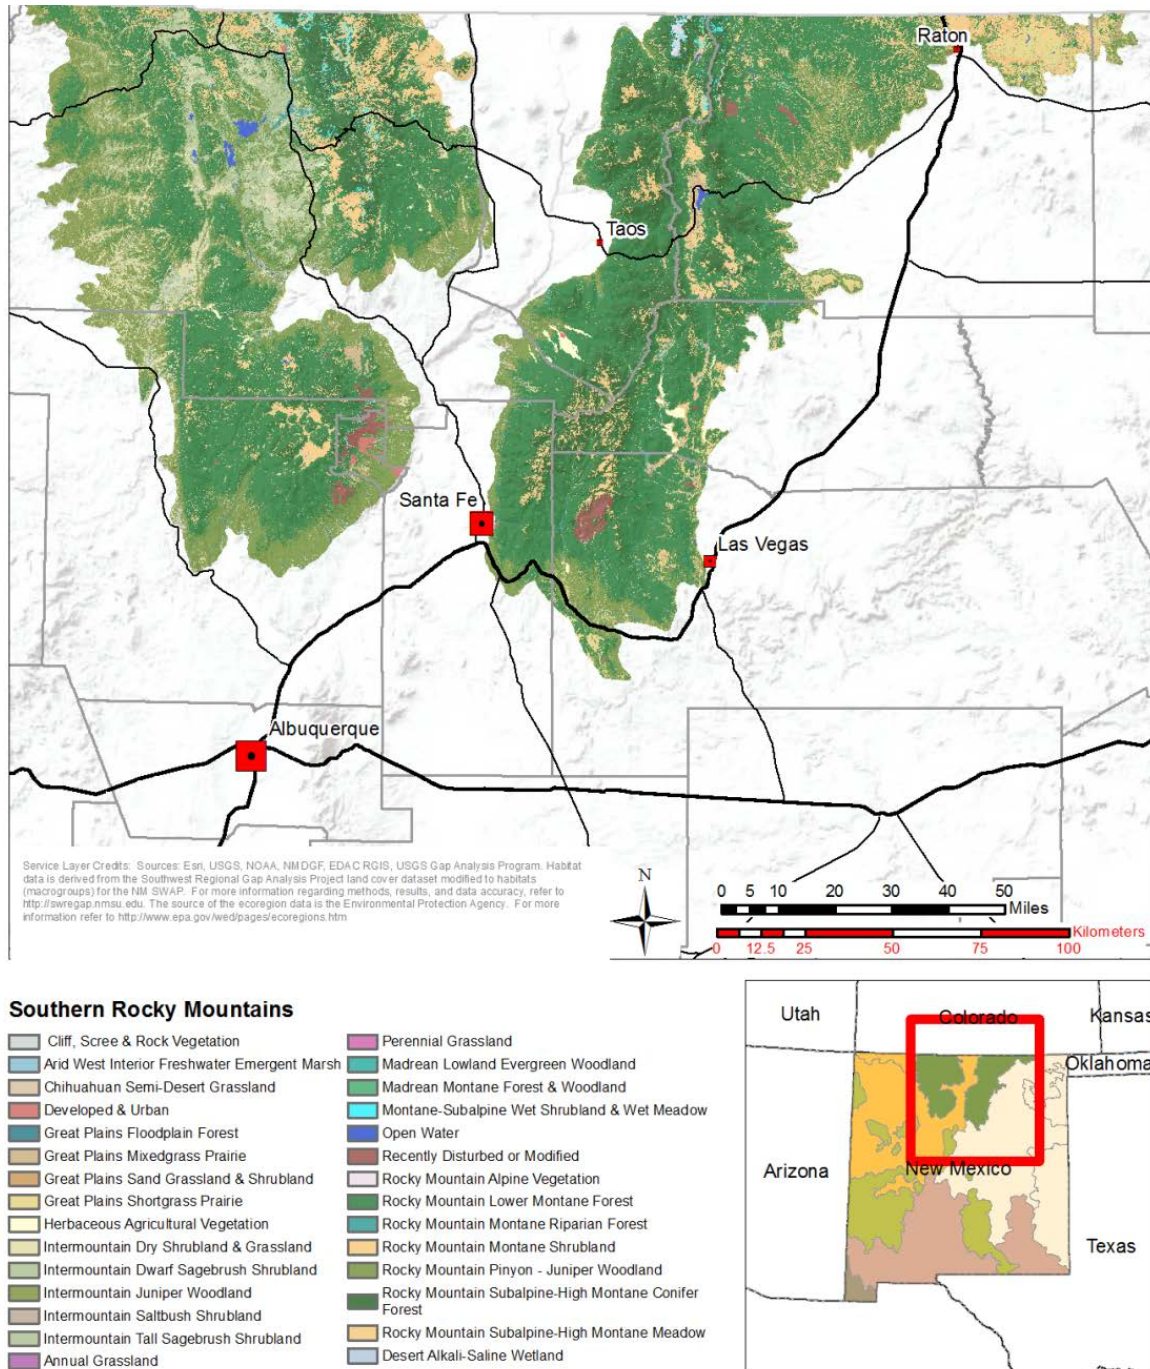 Raton
Taos
Santa Fe
Las Vegas
Albuquerque
Service Layer Credits: Sources: Esri, USGS, NOAA, NMDGF, EDAC RGIS, USGS Gap Analysis Program. Habitat
data is derived from the Southwest Regional Gap Analysis Project land cover dataset modified to habitats
(macrogroups) for the NM SWAP. For more information regarding methods, results, and data accuracy, refer to
http://swregap.nmsu.edu. The source of the ecoregion data is the Environmental Protection Agency. For more
information refer to http://www.epa.gov/wed/pages/ecoregions.htm
N
0 5 10 20 30 40 50
Miles
Kilometers
0 12.5 25 50 75 100
Southern Rocky Mountains
Cliff, Scree & Rock Vegetation
Arid West Interior Freshwater Emergent Marsh
Chihuahuan Semi-Desert Grassland
Developed & Urban
Great Plains Floodplain Forest
Great Plains Mixedgrass Prairie
Great Plains Sand Grassland & Shrubland
Great Plains Shortgrass Prairie
Herbaceous Agricultural Vegetation
Intermountain Dry Shrubland & Grassland
Intermountain Dwarf Sagebrush Shrubland
Intermountain Juniper Woodland
Intermountain Saltbush Shrubland
Intermountain Tall Sagebrush Shrubland
Annual Grassland
Perennial Grassland
Madrean Lowland Evergreen Woodland
Madrean Montane Forest & Woodland
Montane-Subalpine Wet Shrubland & Wet Meadow
Open Water
Recently Disturbed or Modified
Rocky Mountain Alpine Vegetation
Rocky Mountain Lower Montane Forest
Rocky Mountain Montane Riparian Forest
Rocky Mountain Montane Shrubland
Rocky Mountain Pinyon - Juniper Woodland
Rocky Mountain Subalpine-High Montane Conifer
Forest
Rocky Mountain Subalpine-High Montane Meadow
Desert Alkali-Saline Wetland
Utah
Colorado
Kansas
Oklahoma
Arizona
New Mexico
Texas